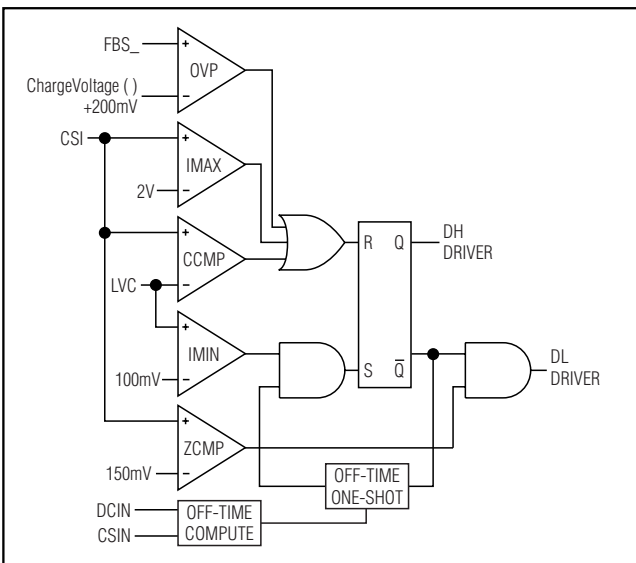 FBS_
+
OVP
ChargeVoltage ( )
+200mV
−
CSI
+
IMAX
2V
−
+
CCMP
LVC
−
+
IMIN
100mV
−
+
ZCMP
150mV
−
R Q
DH
DRIVER
S Q̅
DL
DRIVER
OFF-TIME
ONE-SHOT
DCIN
CSIN
OFF-TIME
COMPUTE